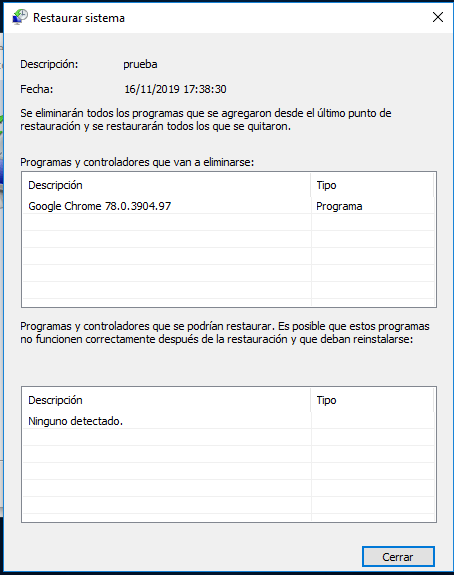 Restaurar sistema
Descripción: prueba
Fecha: 16/11/2019 17:38:30
Se eliminarán todos los programas que se agregaron desde el último punto de
restauración y se restaurarán todos los que se quitaron.
Programas y controladores que van a eliminarse:
Descripción Tipo
Google Chrome 78.0.3904.97 Programa
Programas y controladores que se podrían restaurar. Es posible que estos programas
no funcionen correctamente después de la restauración y que deban reinstalarse:
Descripción Tipo
Ninguno detectado.
Cerrar